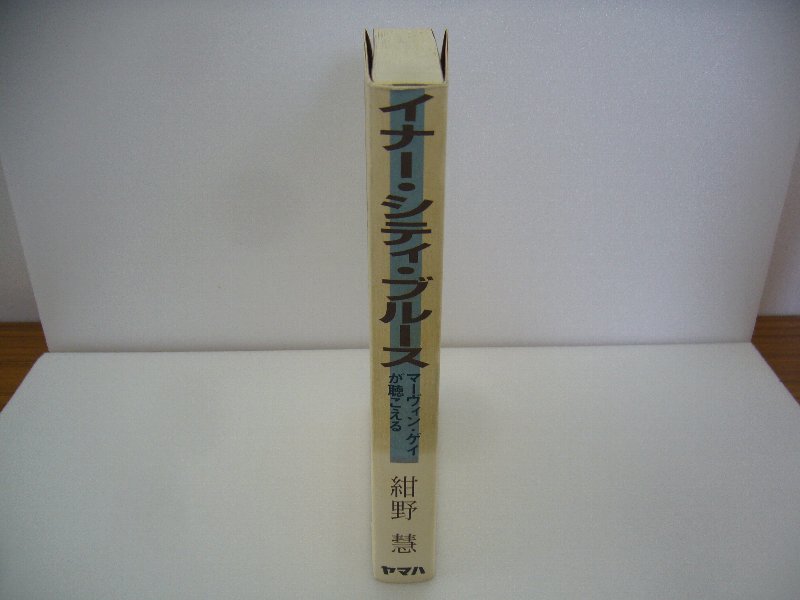 イナー・シティ・ブルース
マーヴィン・ゲイ
が聴こえる
紺野 慧
ヤマハ